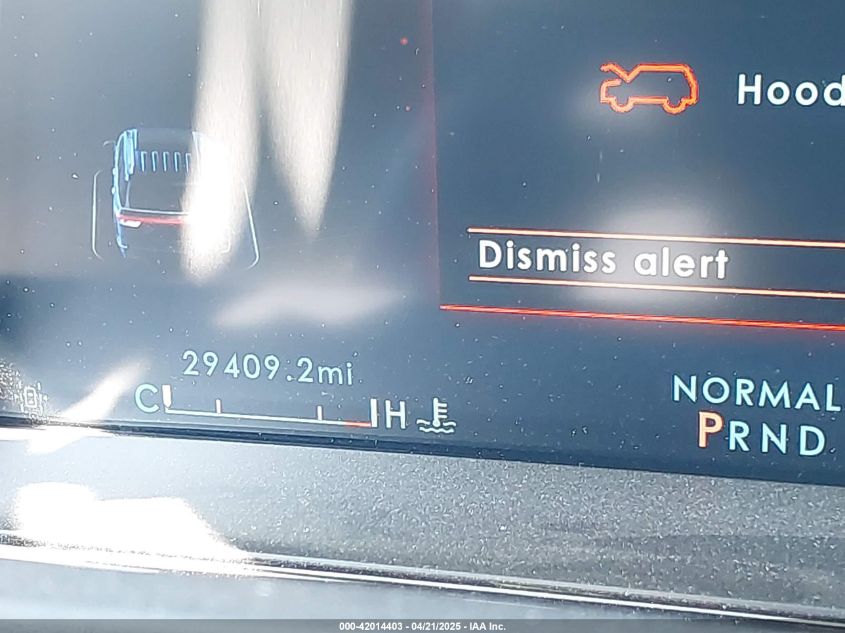 Hood
Dismiss alert
29409.2mi
C H
NORMAL
PRND
000-42014403 - 04/21/2025 - IAA Inc.